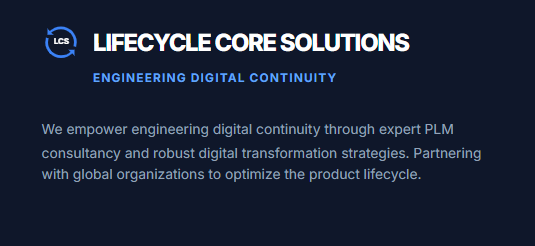 LCS
LIFECYCLE CORE SOLUTIONS
ENGINEERING DIGITAL CONTINUITY
We empower engineering digital continuity through expert PLM
consultancy and robust digital transformation strategies. Partnering
with global organizations to optimize the product lifecycle.